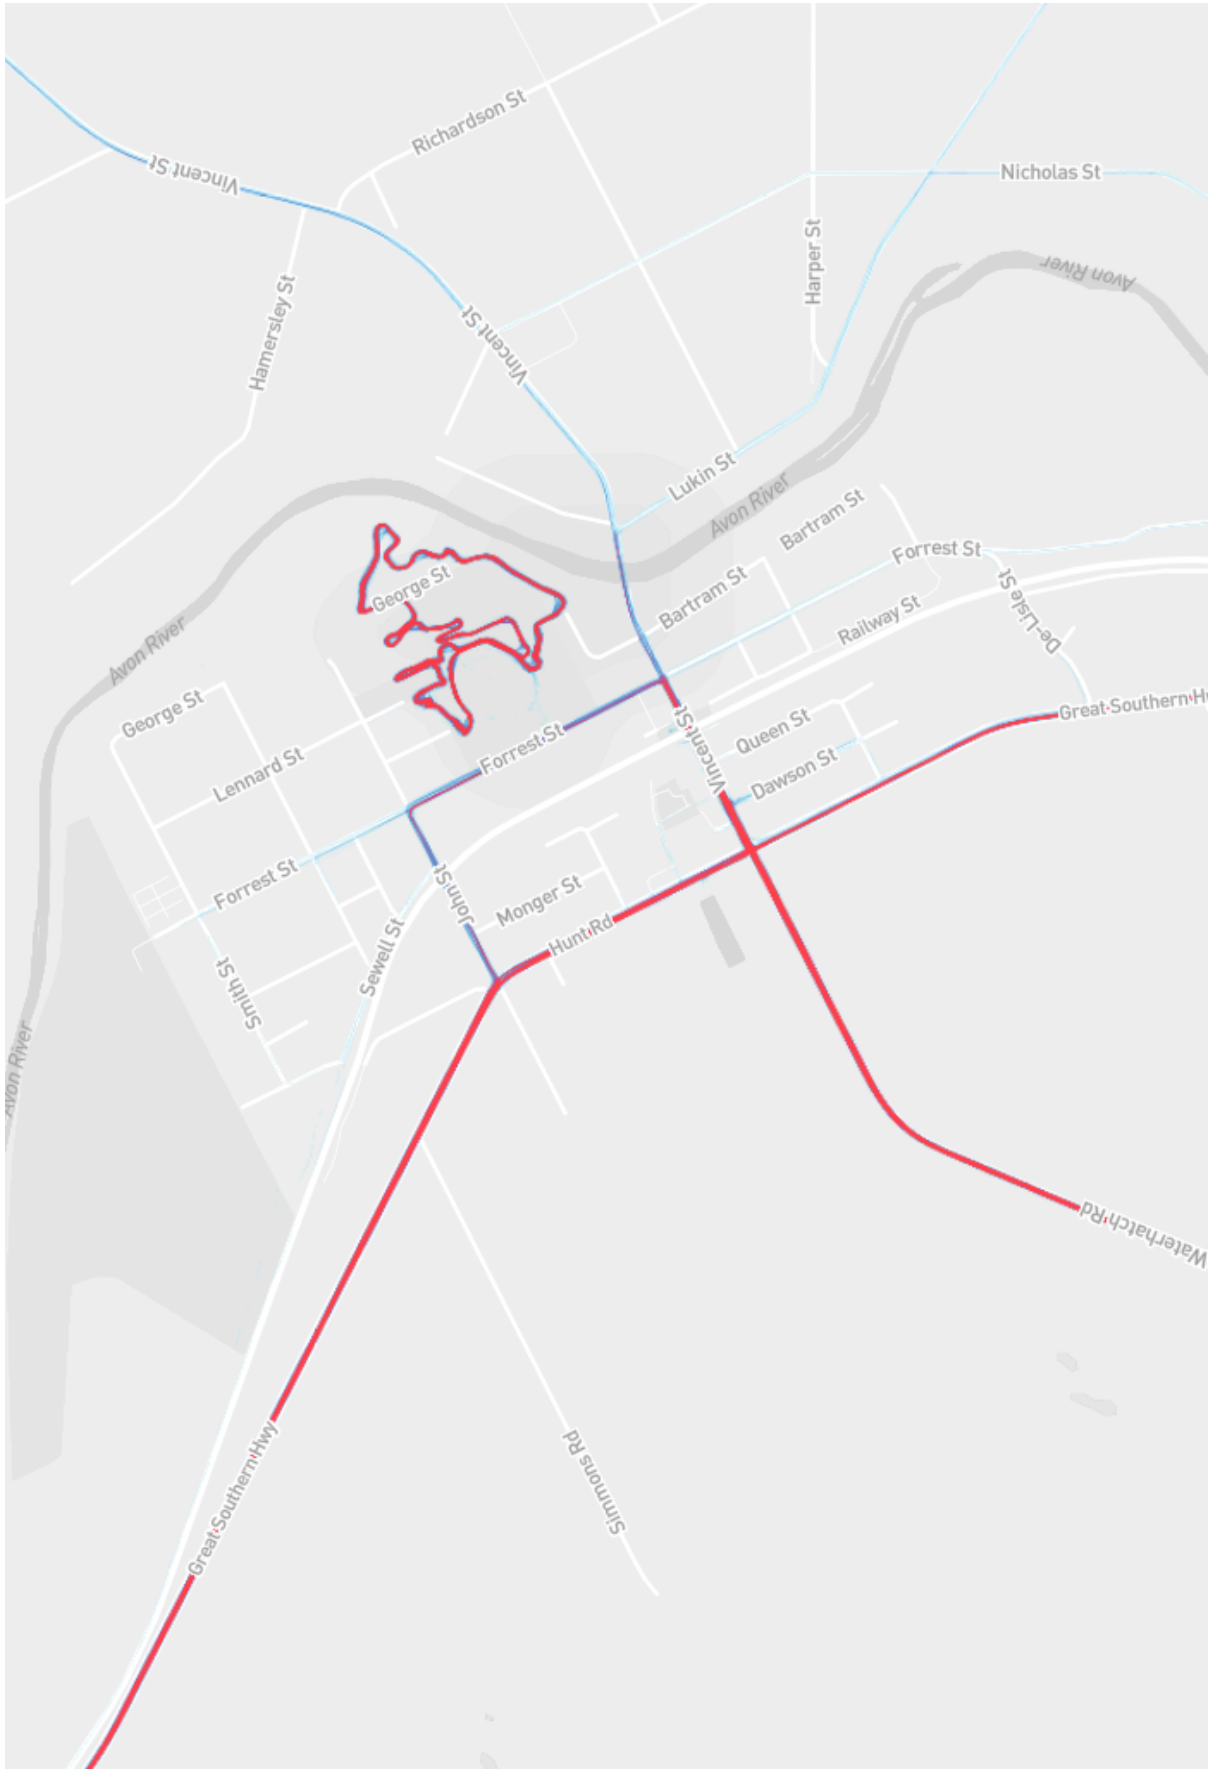 Richardson St
Vincent St
Nicholas St
Harper St
Avon River
Hamersley St
Vincent St
Lukin St
Avon River
Bartram St
Forrest St
George St
Bartram St
De-Lisle St
Railway St
Avon River
George St
Great Southern H
Vincent St
Queen St
Forrest St
Lennard St
Dawson St
Forrest St
John St
Monger St
Hunt Rd
Sewell St
Smith St
Avon River
Waterhatch Rd
Great Southern Hwy
Simmons Rd